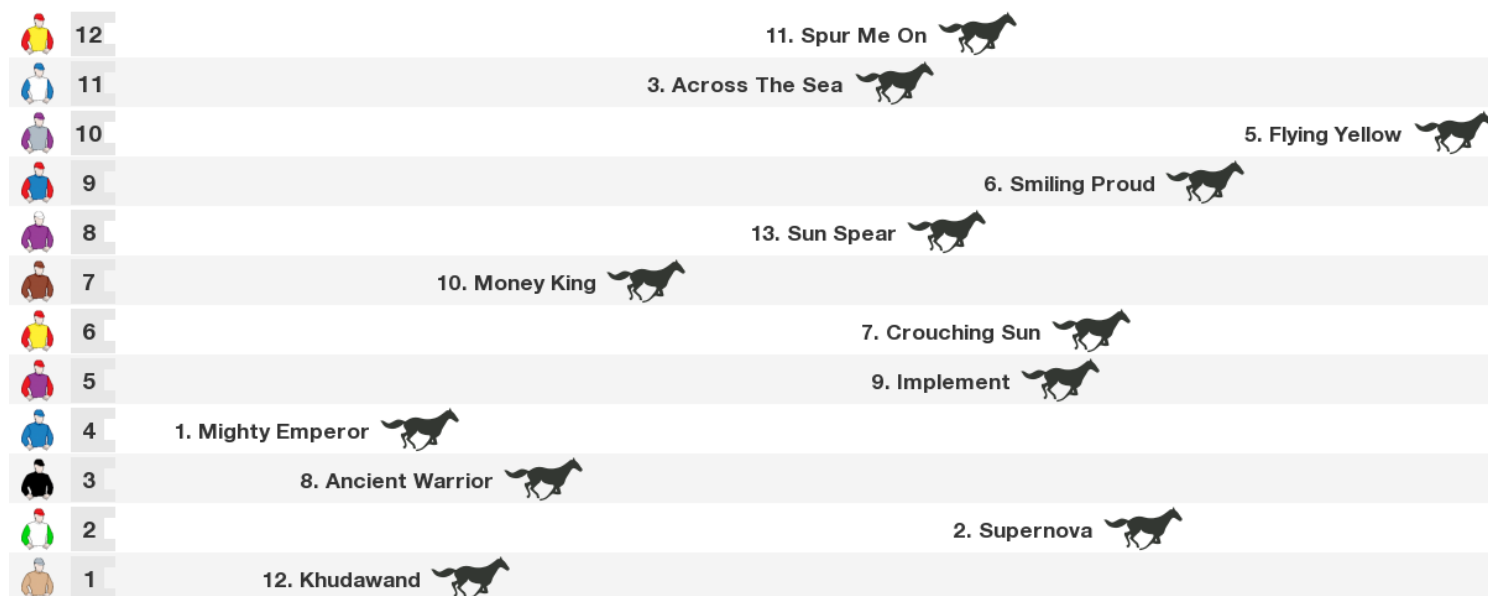 12 11. Spur Me On
11 3. Across The Sea
10 5. Flying Yellow
9 6. Smiling Proud
8 13. Sun Spear
7 10. Money King
6 7. Crouching Sun
5 9. Implement
4 1. Mighty Emperor
3 8. Ancient Warrior
2 2. Supernova
1 12. Khudawand